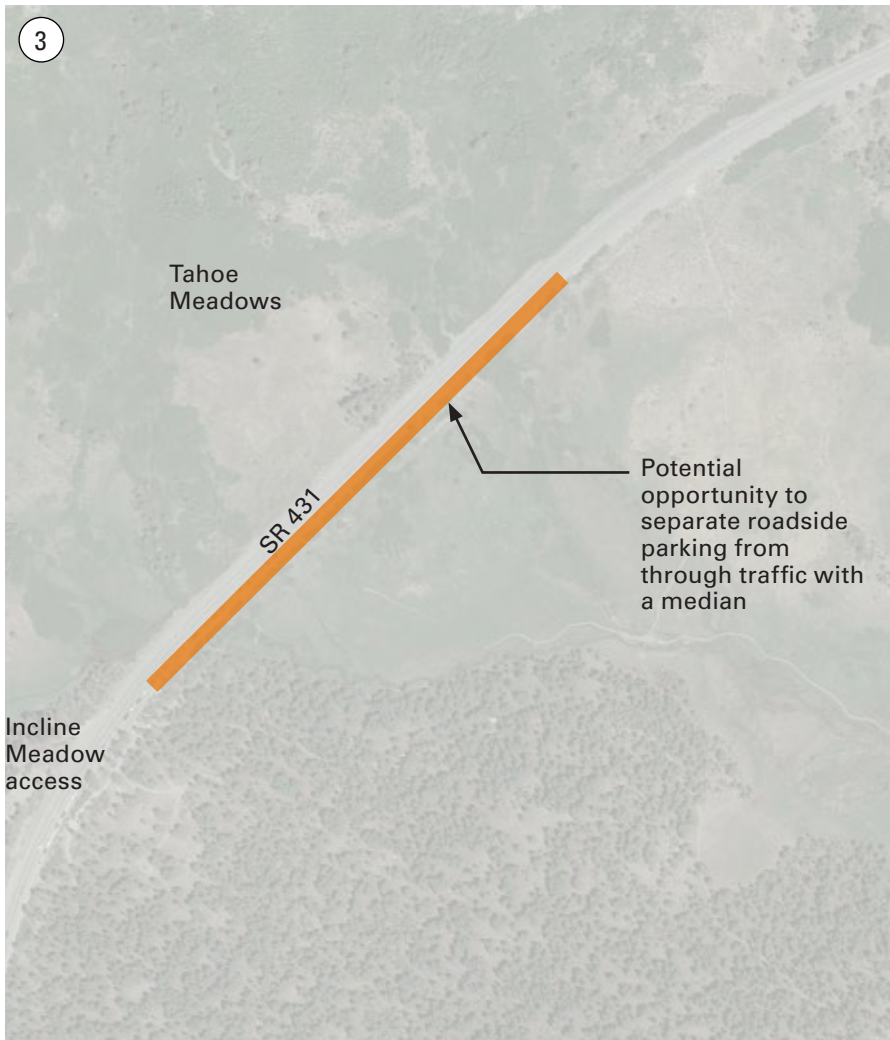 3
Tahoe
Meadows
SR 431
Potential
opportunity to
separate roadside
parking from
through traffic with
a median
Incline
Meadow
access